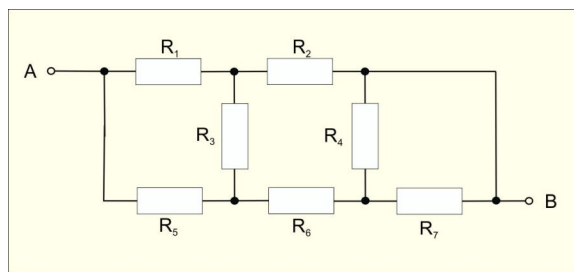 R₁ R₂
A
R₃ R₄
B
R₅ R₆ R₇